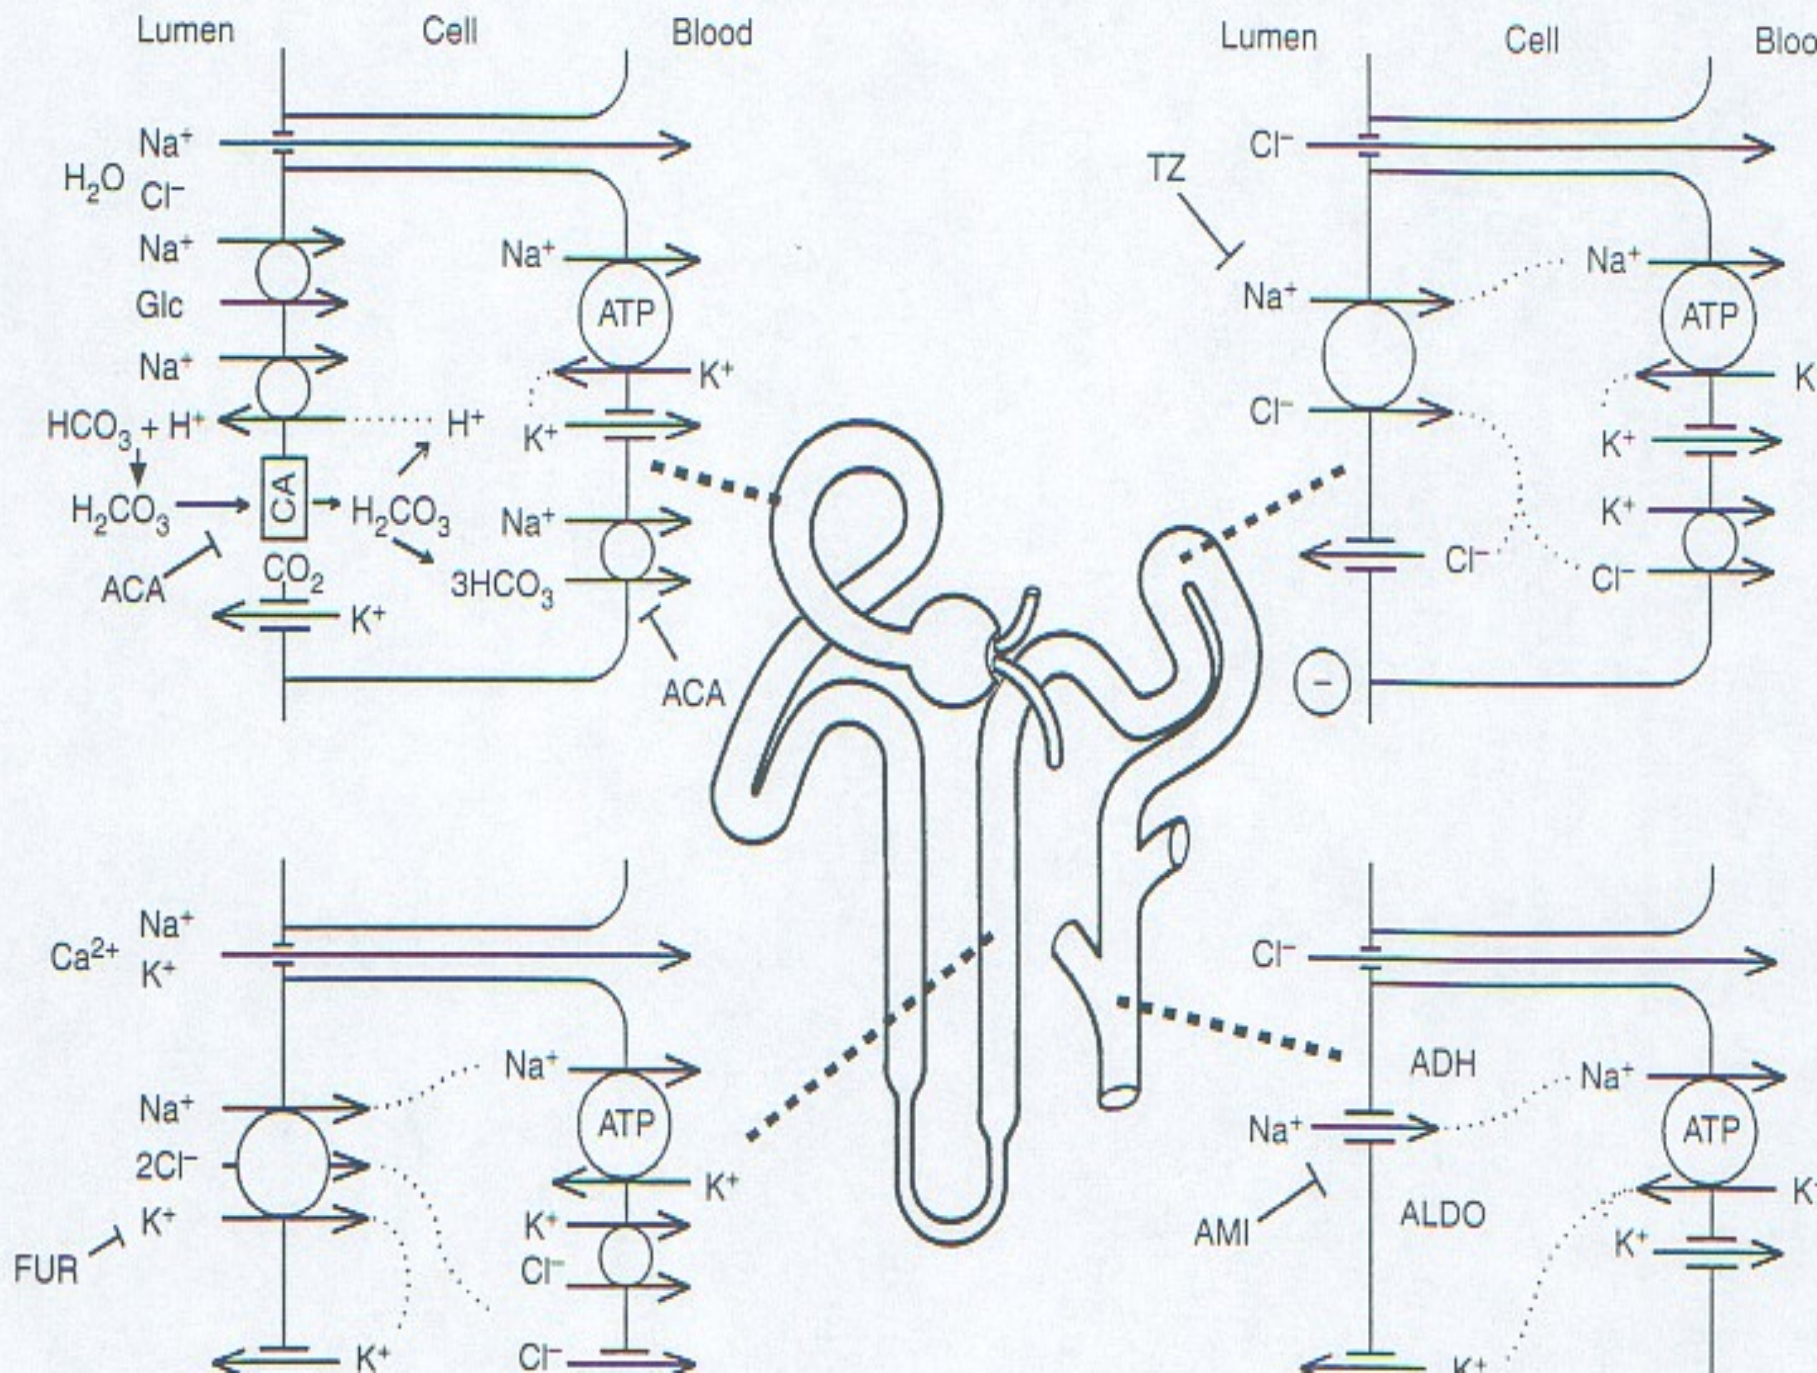 Lumen Cell Blood
Na⁺
H₂O Cl⁻
Na⁺ Na⁺
Glc ATP
Na⁺ K⁺
HCO₃ + H⁺ H⁺ K⁺
H₂CO₃ CA H₂CO₃ Na⁺
ACA CO₂ 3HCO₃
K⁺
ACA
Lumen Cell Bloo
Cl⁻
TZ
Na⁺ Na⁺
ATP
Cl⁻ K
K⁺
K⁺
Cl⁻ Cl⁻
−
Na⁺
Ca²⁺ K⁺
Na⁺ Na⁺
2Cl⁻ ATP
K⁺ K⁺
FUR K⁺
Cl⁻
K⁺ Cl⁻
Cl⁻
ADH Na⁺
Na⁺ ATP
AMI ALDO K⁺
K⁺
K⁺